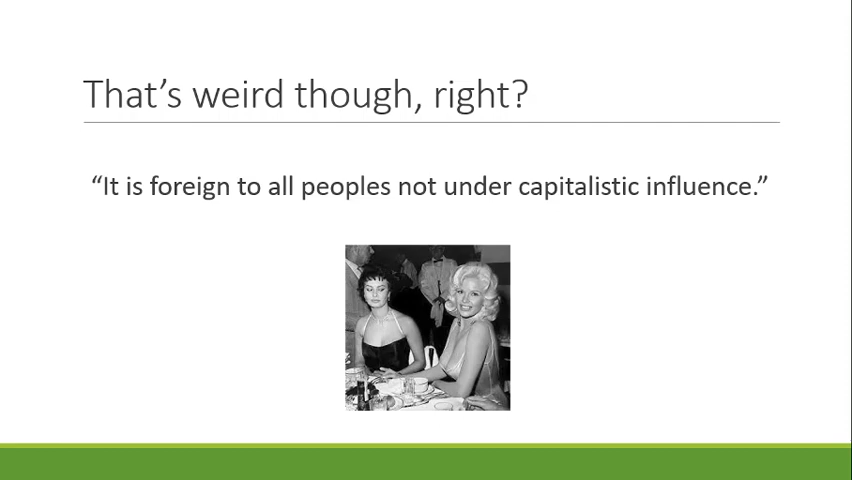 That’s weird though, right?
“It is foreign to all peoples not under capitalistic influence.”